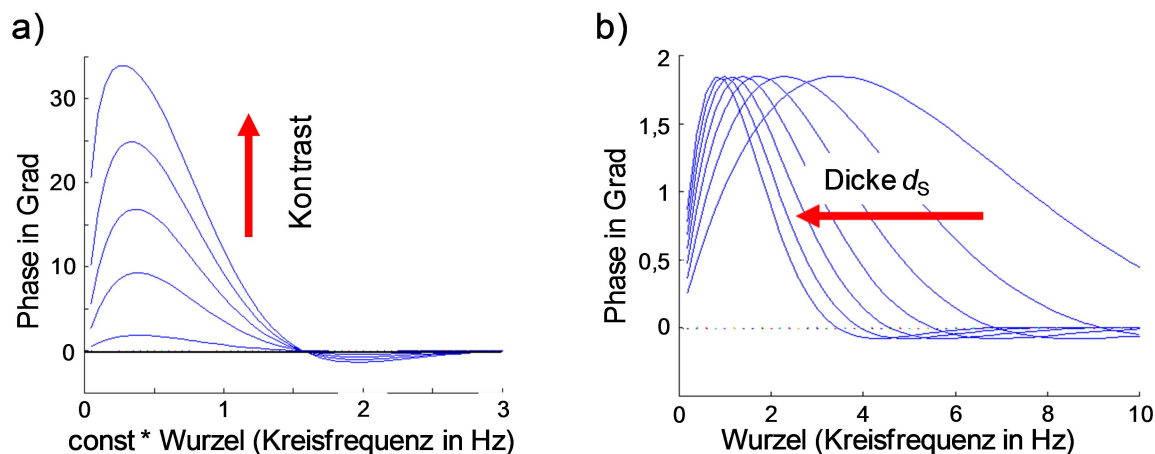 a)
30
20
10
0
Phase in Grad
Kontrast
0
1
2
3
const * Wurzel (Kreisfrequenz in Hz)
b)
2
1,5
1
0,5
0
Phase in Grad
Dicke dS
0
2
4
6
8
10
Wurzel (Kreisfrequenz in Hz)